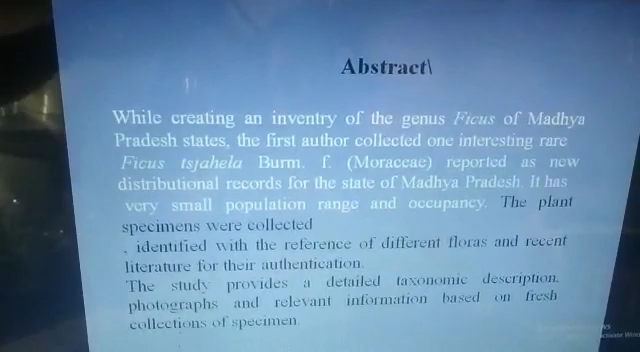 Abstract\
While creating an inventry of the genus Ficus of Madhya
Pradesh states, the first author collected one interesting rare
Ficus tsjahela Burm. f. (Moraceae) reported as new
distributional records for the state of Madhya Pradesh. It has
very small population range and occupancy. The plant
specimens were collected
, identified with the reference of different floras and recent
literature for their authentication.
The study provides a detailed taxonomic description,
photographs and relevant information based on fresh
collections of specimen.